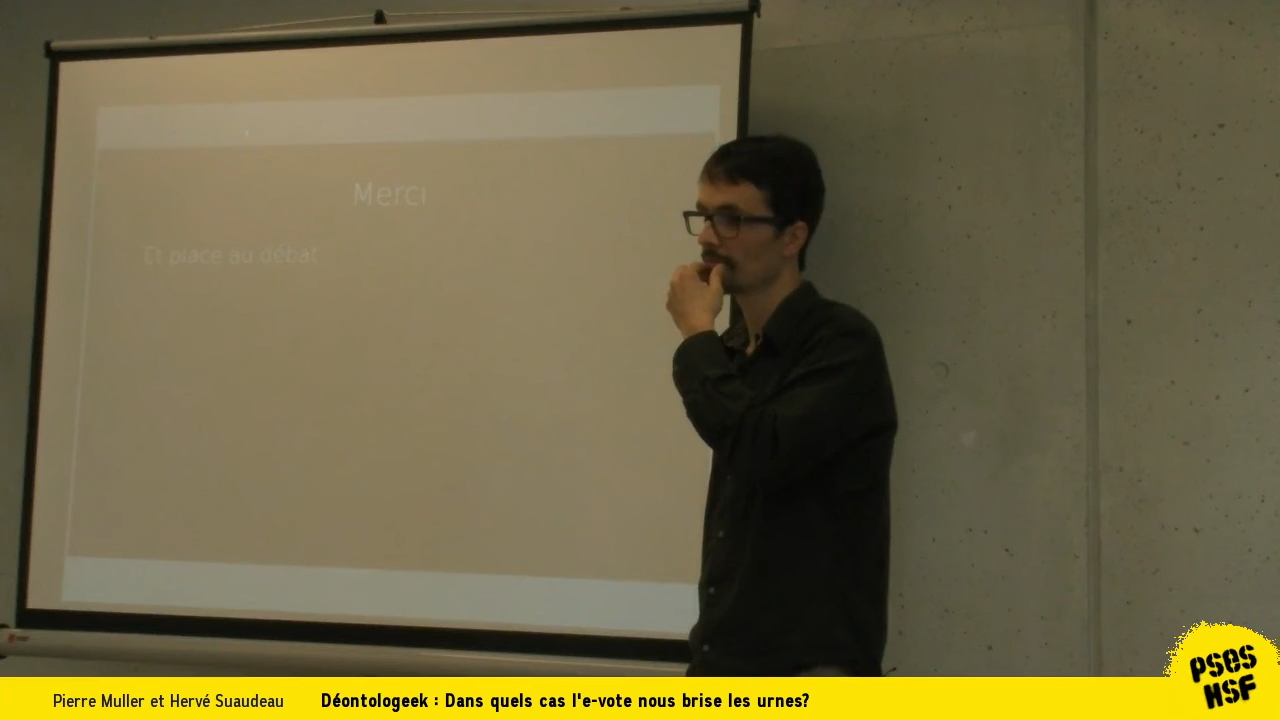 Merci
Et place au débat
Pierre Muller et Hervé Suaudeau
Déontologeek : Dans quels cas l'e-vote nous brise les urnes?
PSES
HSF